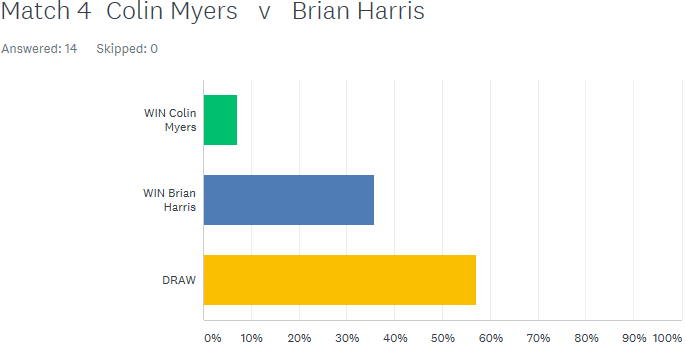 Match 4  Colin Myers   v   Brian Harris
Answered: 14   Skipped: 0
WIN Colin
Myers
WIN Brian
Harris
DRAW
0% 10% 20% 30% 40% 50% 60% 70% 80% 90% 100%